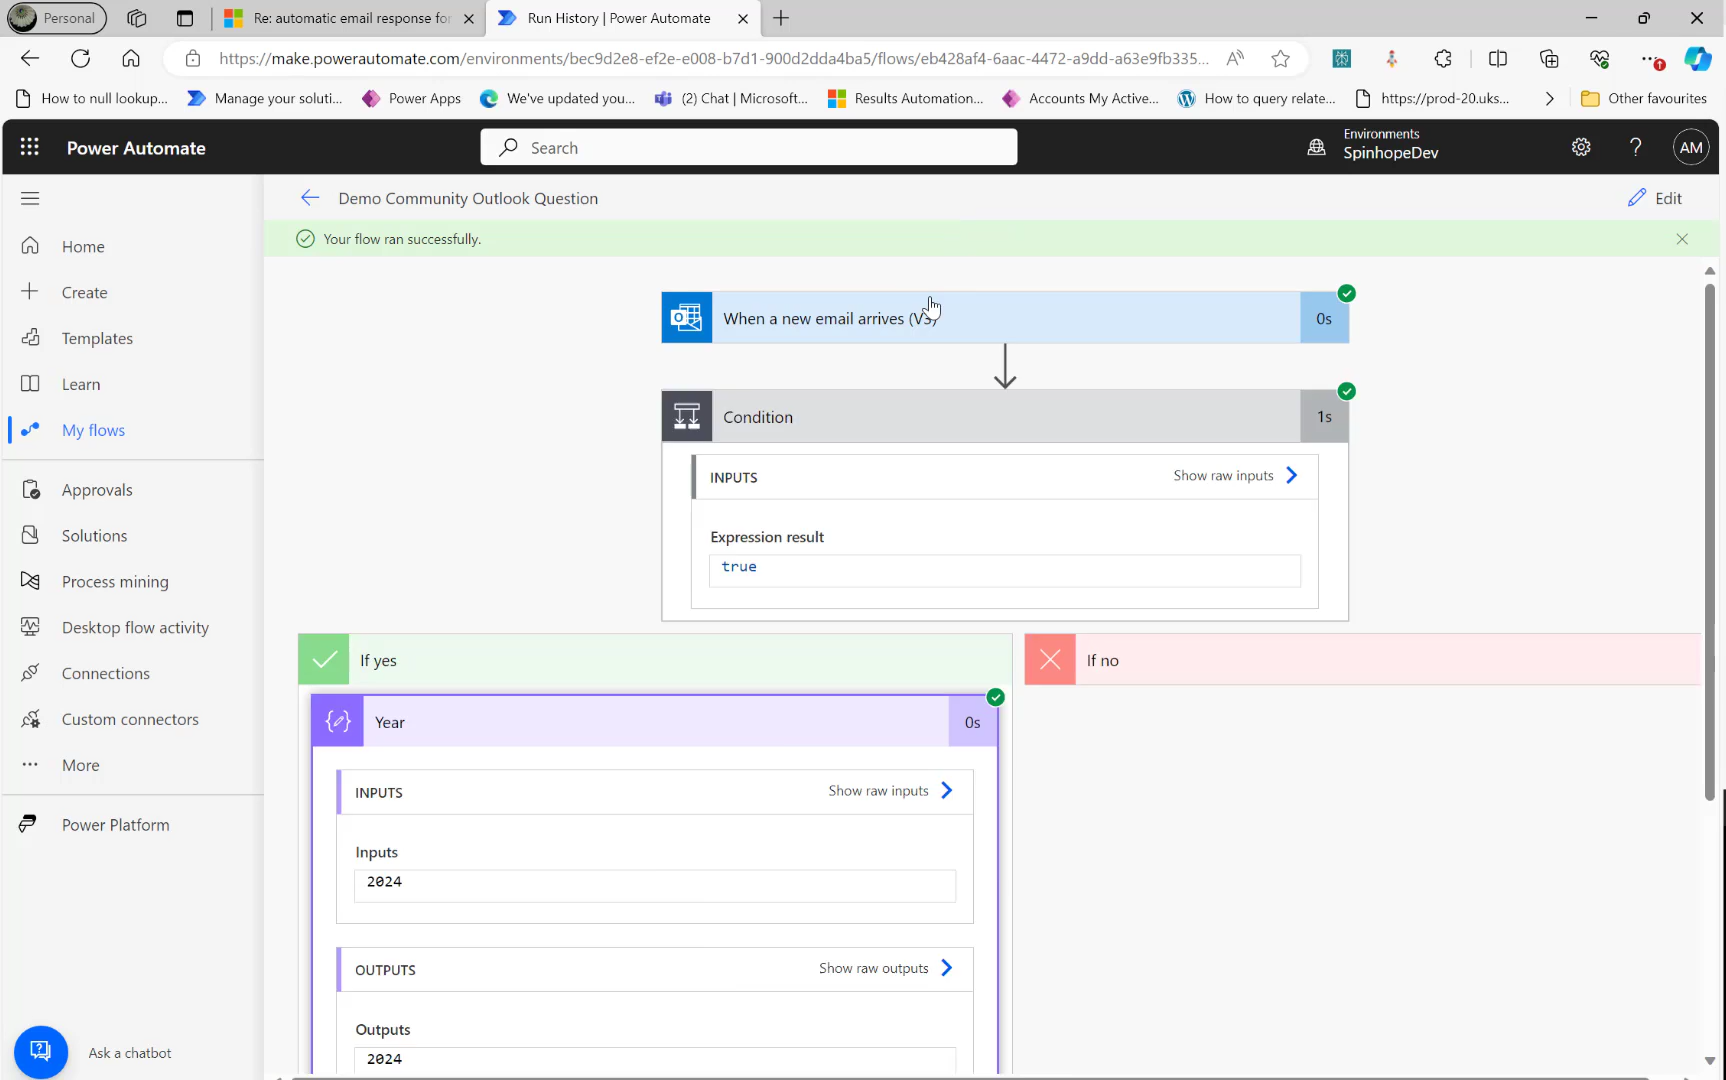 Personal
Re: automatic email response for
Run History | Power Automate
https://make.powerautomate.com/environments/bec9d2e8-ef2e-e008-b7d1-900d2dda4ba5/flows/eb428af4-6aac-4472-a9dd-a63e9fb335...
How to null lookup...
Manage your soluti...
Power Apps
We've updated you...
(2) Chat | Microsoft...
Results Automation...
Accounts My Active...
How to query relate...
https://prod-20.uks...
Other favourites
Power Automate
Search
Environments
SpinhopeDev
AM
Demo Community Outlook Question
Edit
Your flow ran successfully.
Home
Create
Templates
Learn
My flows
Approvals
Solutions
Process mining
Desktop flow activity
Connections
Custom connectors
More
Power Platform
Ask a chatbot
When a new email arrives (V3)
0s
Condition
1s
INPUTS
Show raw inputs
Expression result
true
If yes
If no
Year
0s
INPUTS
Show raw inputs
Inputs
2024
OUTPUTS
Show raw outputs
Outputs
2024